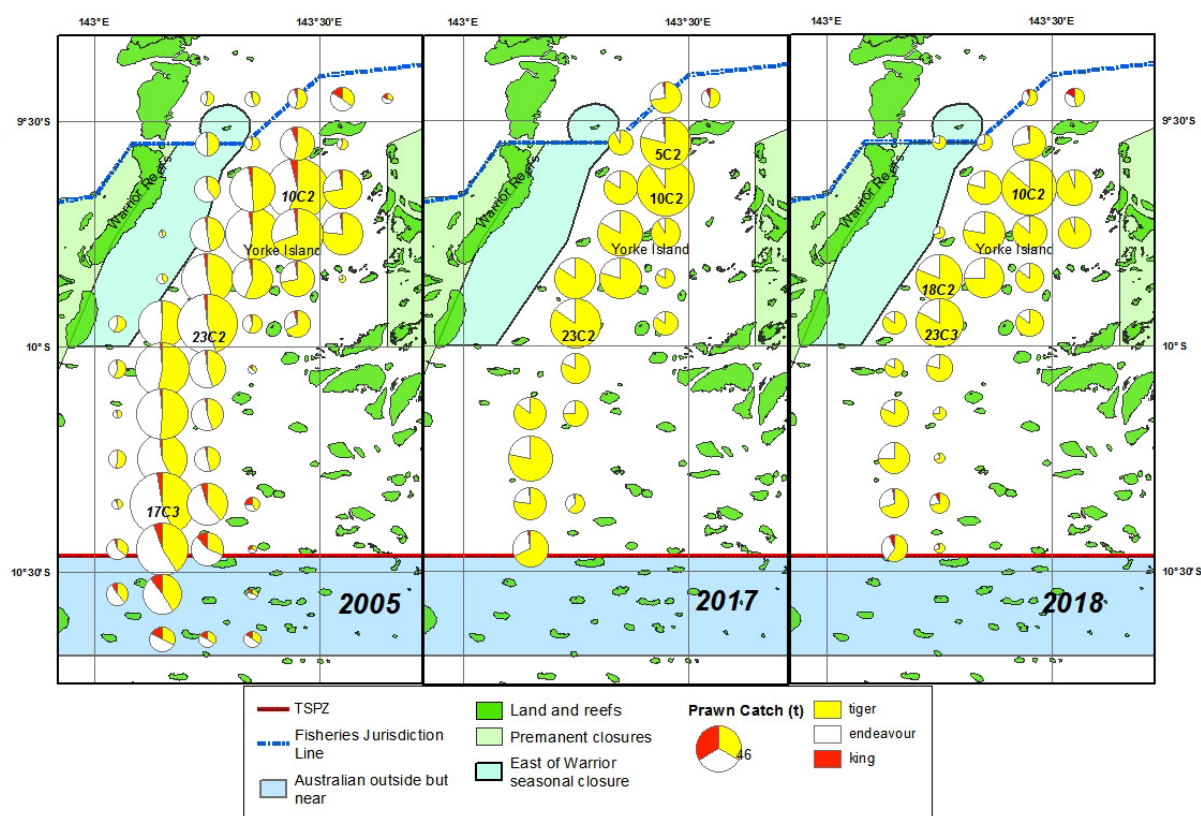 143°E
143°30'E
143°E
143°30'E
143°E
143°30'E
9°30'S
9°30'S
10°S
10°S
10°30'S
10°30'S
Warrior Reefs
10C2
Yorke Island
23C2
17C3
2005
Warrior Reefs
5C2
10C2
Yorke Island
23C2
2017
Warrior Reefs
10C2
Yorke Island
18C2
23C3
2018
TSPZ
Fisheries Jurisdiction
Line
Australian outside but
near
Land and reefs
Premanent closures
East of Warrior
seasonal closure
Prawn Catch (t)
46
tiger
endeavour
king